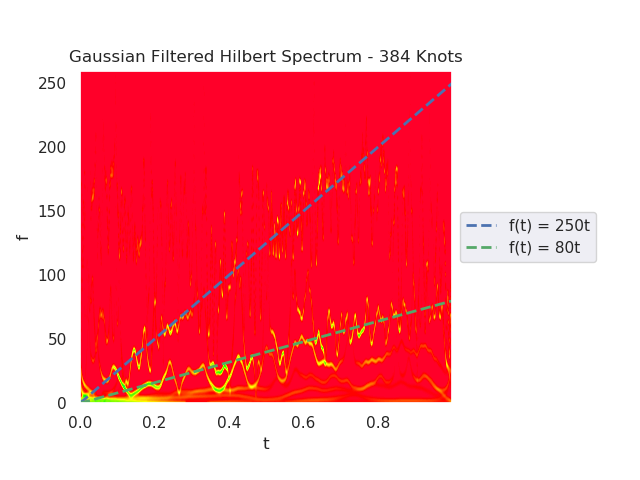 Gaussian Filtered Hilbert Spectrum - 384 Knots
250
200
150
100
50
0
f
0.0 0.2 0.4 0.6 0.8
t
f(t) = 250t
f(t) = 80t